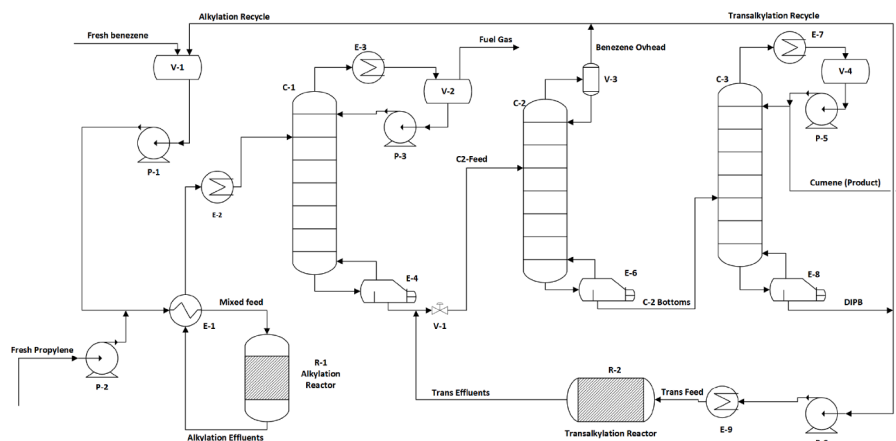 Alkylation Recycle
Transalkylation Recycle
Fresh benezene
V-1
E-3
Fuel Gas
Benezene Ovhead
E-7
C-1
V-2
V-3
C-2
C-3
V-4
P-1
P-3
P-5
C2-Feed
E-2
Cumene (Product)
E-4
E-6
E-8
Mixed feed
V-1
C-2 Bottoms
DIPB
E-1
Fresh Propylene
P-2
R-1
Alkylation
Reactor
R-2
Trans Effluents
Trans Feed
Alkylation Effluents
Transalkylation Reactor
E-9